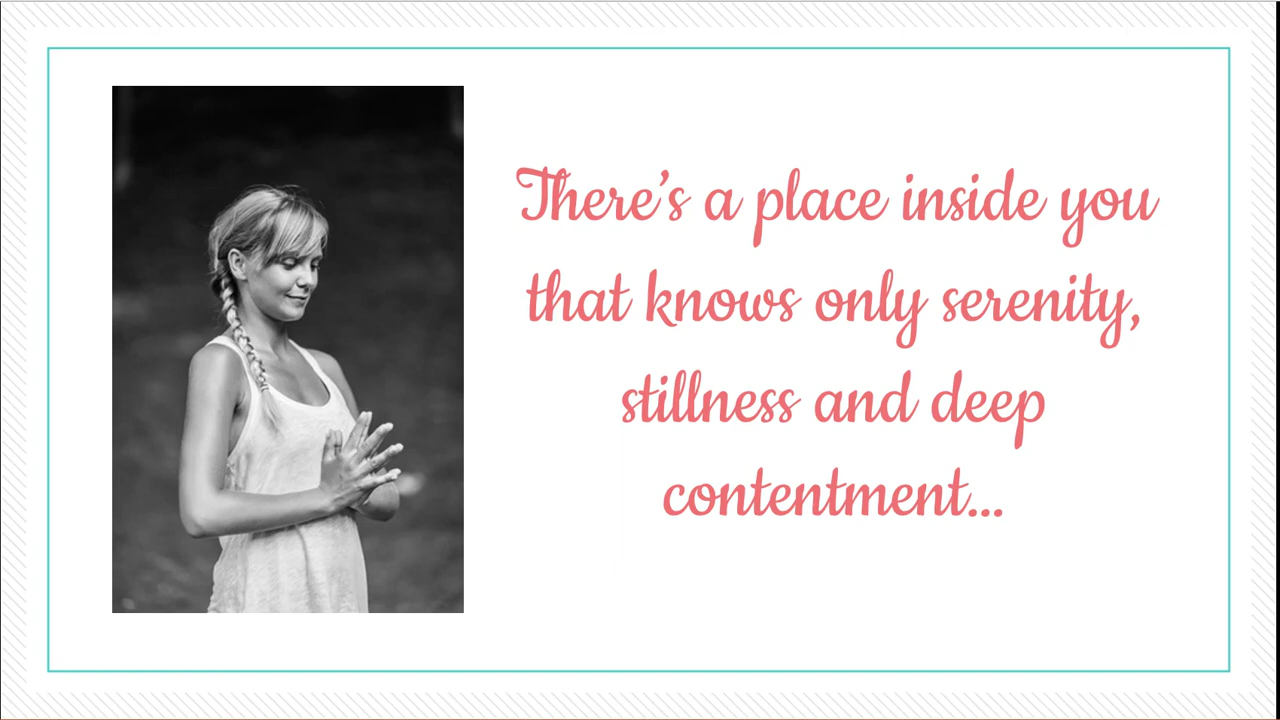 There’s a place inside you
that knows only serenity,
stillness and deep
contentment...